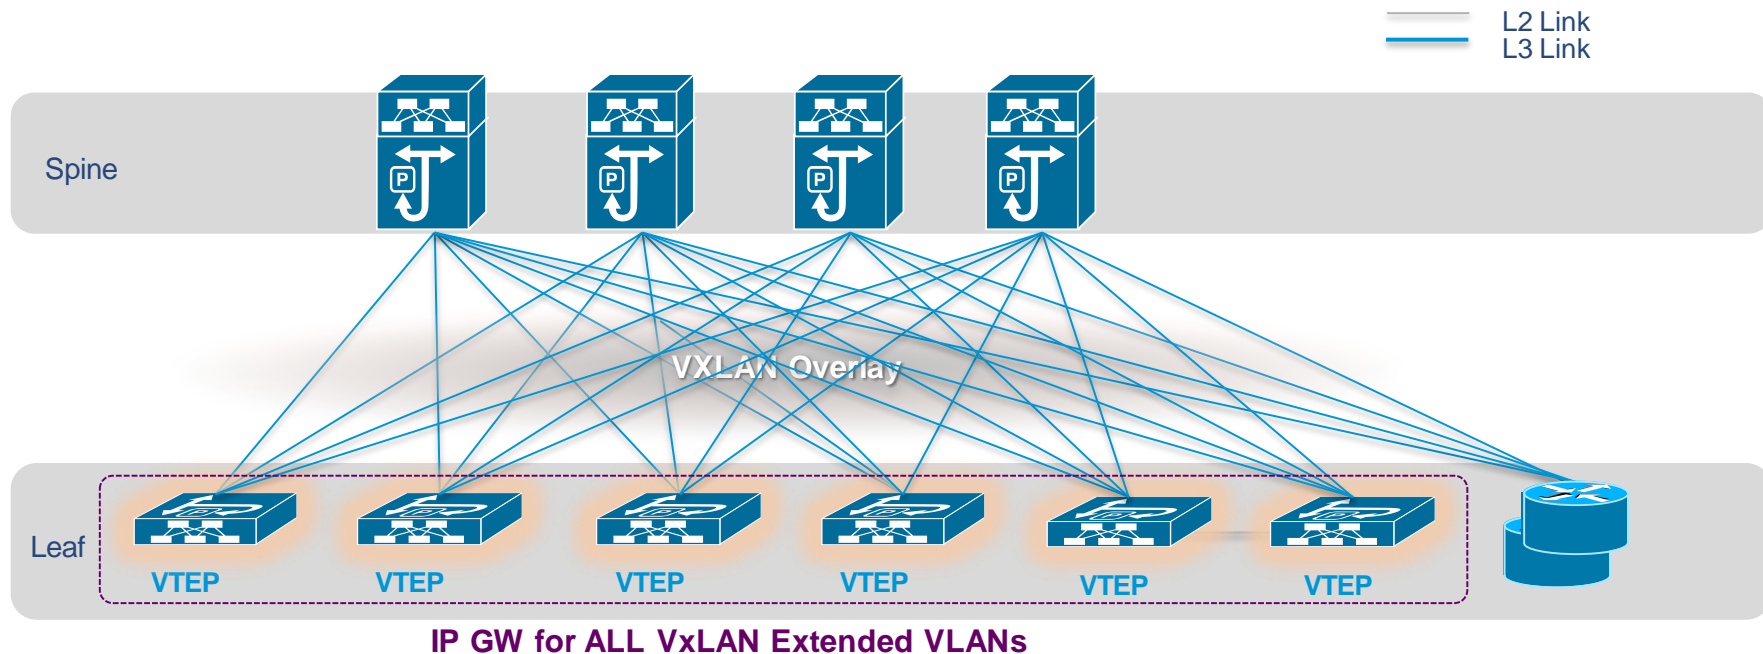 L2 Link
L3 Link
Spine
P
P
P
P
VXLAN Overlay
Leaf
P
P
P
P
P
P
VTEP
VTEP
VTEP
VTEP
VTEP
VTEP
IP GW for ALL VxLAN Extended VLANs